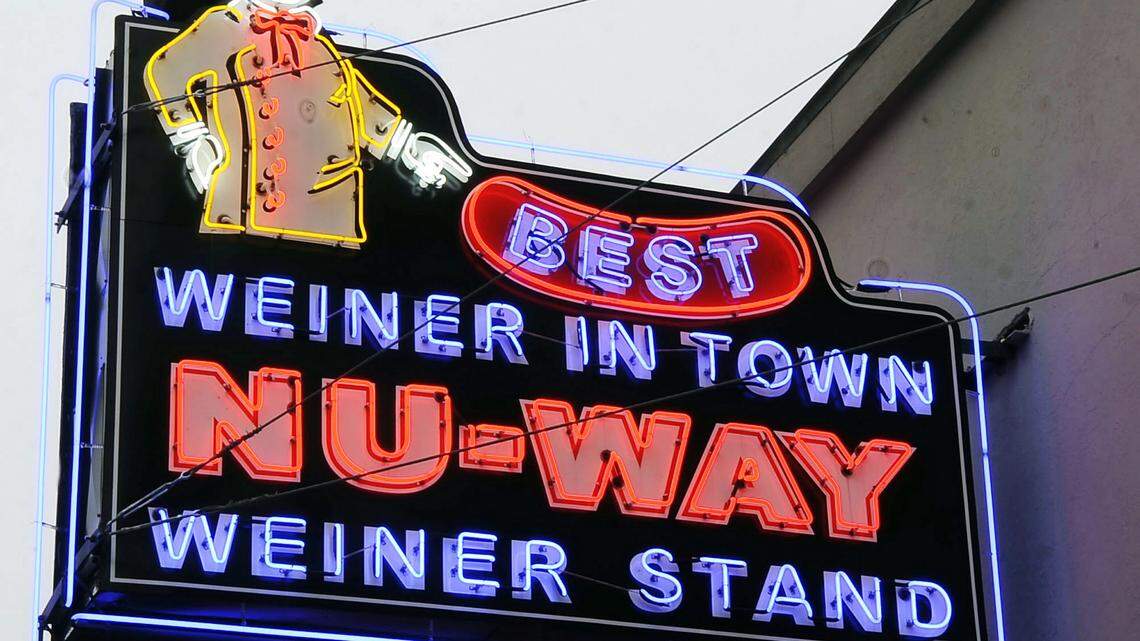 BEST
WEINER IN TOWN
NU-WAY
WEINER STAND